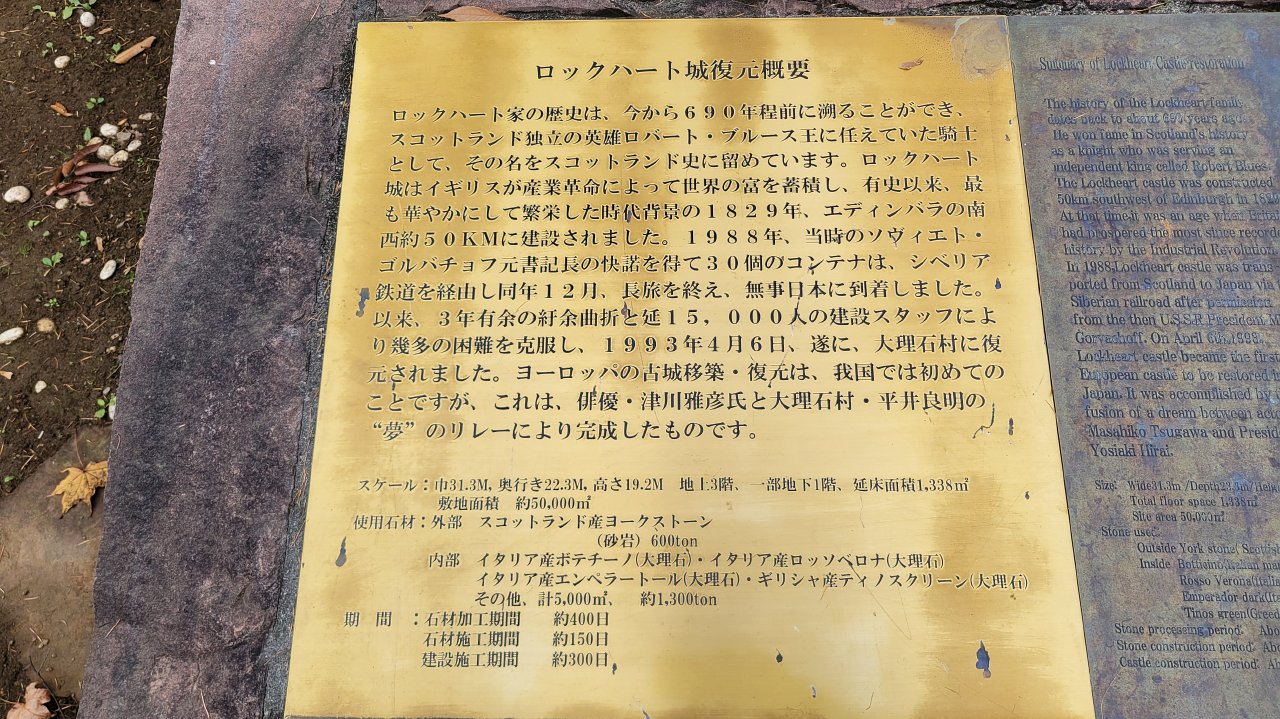 ロックハート城復元概要
ロックハート家の歴史は、今から６９０年程前に溯ることができ、
スコットランド独立の英雄ロバート・ブルース王に任えていた騎士
として、その名をスコットランド史に留めています。ロックハート
城はイギリスが産業革命によって世界の富を蓄積し、有史以来、最
も華やかにして繁栄した時代背景の１８２９年、エディンバラの南
西約５０KMに建設されました。１９８８年、当時のソヴィエト・
ゴルバチョフ元書記長の快諾を得て３０個のコンテナは、シベリア
鉄道を経由し同年１２月、長旅を終え、無事日本に到着しました。
以来、３年有余の紆余曲折と延１５，０００人の建設スタッフによ
り幾多の困難を克服し、１９９３年４月６日、遂に、大理石村に復
元されました。ヨーロッパの古城移築・復元は、我国では初めての
ことですが、これは、俳優・津川雅彦氏と大理石村・平井良明の
“夢”のリレーにより完成したものです。
スケール：巾31.3M, 奥行き22.3M, 高さ19.2M　地上3階、一部地下1階、延床面積1,338㎡
敷地面積　約50,000㎡
使用石材：外部　スコットランド産ヨークストーン
（砂岩）600ton
内部　イタリア産ボテチーノ(大理石)・イタリア産ロッソベロナ(大理石)
イタリア産エンペラートール(大理石)・ギリシャ産ティノスクリーン(大理石)
その他、計5,000㎡、　約1,300ton
期　間　：石材加工期間　　約400日
石材施工期間　　約150日
建設施工期間　　約300日
Summary of Lockheart Castle restoration
The history of the Lockheart family
dates back to about 690 years ago.
He won fame in Scotland's history
as a knight who was serving an
independent king called Robert Blues.
The Lockheart castle was constructed
50km southwest of Edinburgh in
At that time it was an age when
had prospered the most since
history by the Industrial Revolution.
In 1988, Lockheart castle was trans
ported from Scotland to Japan via
Siberian railroad after
from the then U.S.S.R President M
On April 6th,
Lockheart castle became the first
European castle to be restored in
Japan. It was accomplished by
fusion of a dream between
Masahiko Tsugawa and
Yosiaki Hirai.
Size Wide31.3m /Depth22.3m/
Total floor space 1,338㎡
Site area 50,000㎡
Stone use
Outside York stone(
Inside Botticino(Italian
Rosso Verona(
Emperador dark(
Tinos green(
Stone processing period
Stone construction period
Castle construction period